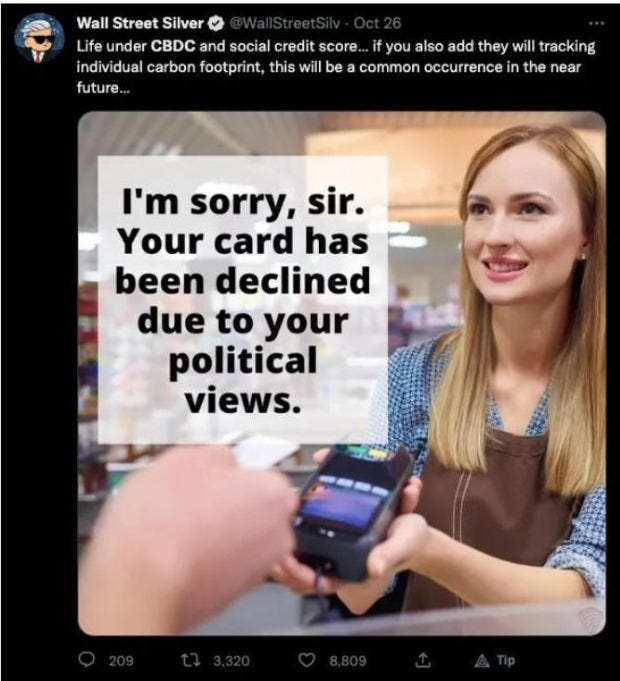 Wall Street Silver @WallStreetSilv · Oct 26
Life under CBDC and social credit score... if you also add they will tracking
individual carbon footprint, this will be a common occurrence in the near
future...
I'm sorry, sir.
Your card has
been declined
due to your
political
views.
209 3,320 8,809 Tip